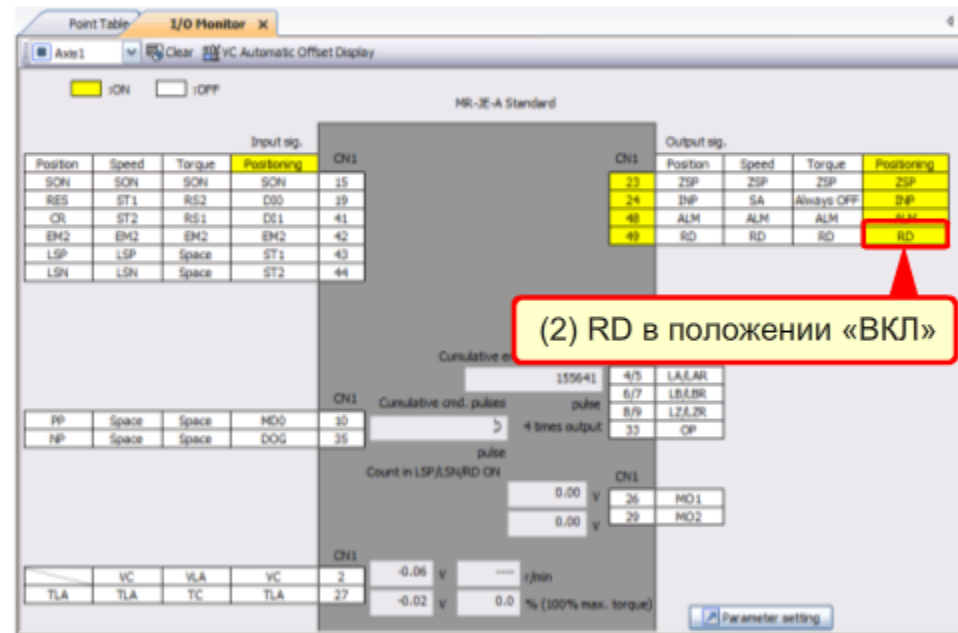 Point Table I/O Monitor x
Axis1 Clear VC Automatic Offset Display
:ON :OFF
MR-JE-A Standard
Input sig. Output sig.
Position Speed Torque Positioning CN1 CN1 Position Speed Torque Positioning
SON SON SON SON 15 23 ZSP ZSP ZSP ZSP
RES ST1 RS2 DI0 19 24 INP SA Always OFF INP
CR ST2 RS1 DI1 41 48 ALM ALM ALM ALM
EM2 EM2 EM2 EM2 42 49 RD RD RD RD
LSP LSP Space ST1 43
LSN LSN Space ST2 44
(2) RD в положении «ВКЛ»
Cumulative
155641 4/5 LA/LAR
CN1 Cumulative cmd. pulses pulse 6/7 LB/LBR
PP Space Space MD0 10 4 times output 8/9 LZ/LZR
NP Space Space DOG 35 33 OP
pulse
Count in LSP/LSN/RD ON CN1
0.00 V 26 MO1
0.00 V 29 MO2
CN1
VC VLA VC 2 -0.06 V ---- r/min
TLA TLA TC TLA 27 -0.02 V 0.0 % (100% max. torque)
Parameter setting